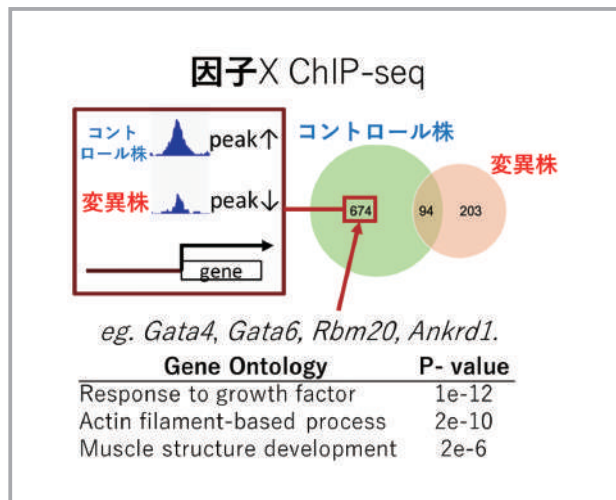 因子X ChIP-seq
コント
ロール株
peak↑
変異株
peak↓
gene
コントロール株
変異株
674
94
203
eg. Gata4, Gata6, Rbm20, Ankrd1.
Gene Ontology P- value
Response to growth factor 1e-12
Actin filament-based process 2e-10
Muscle structure development 2e-6